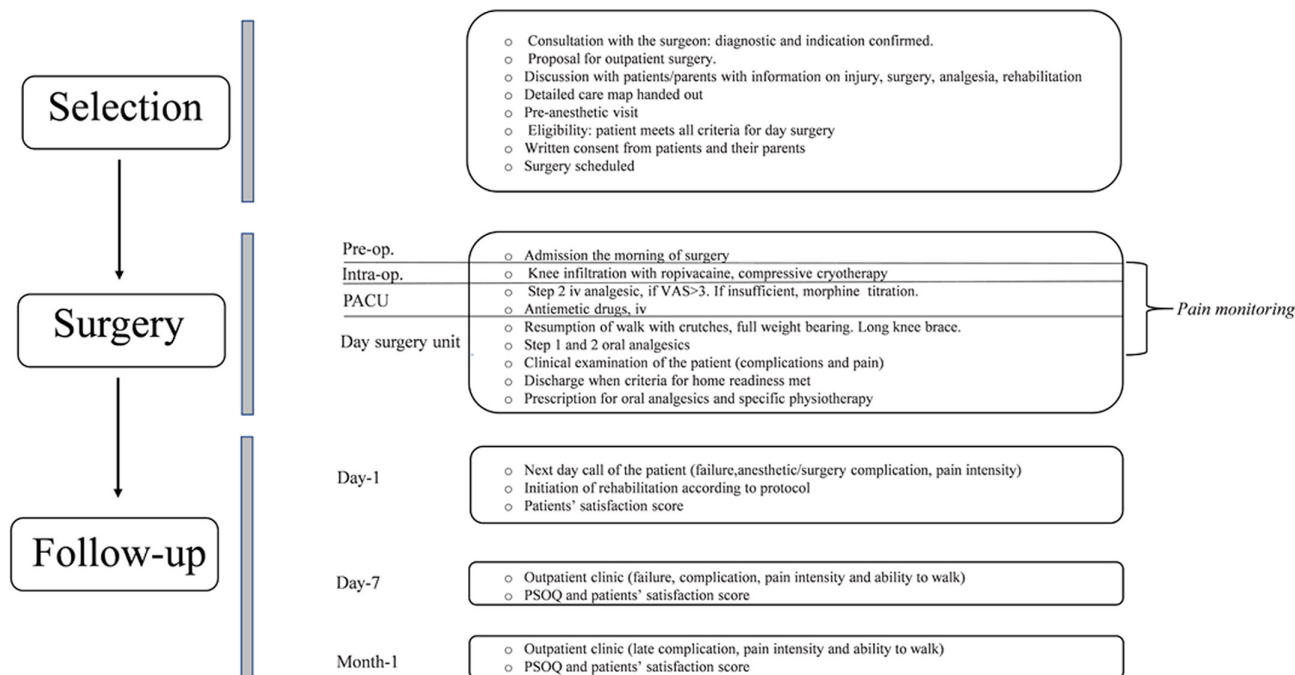 Selection
○ Consultation with the surgeon: diagnostic and indication confirmed.
○ Proposal for outpatient surgery.
○ Discussion with patients/parents with information on injury, surgery, analgesia, rehabilitation
○ Detailed care map handed out
○ Pre-anesthetic visit
○ Eligibility: patient meets all criteria for day surgery
○ Written consent from patients and their parents
○ Surgery scheduled
Surgery
Pre-op.
○ Admission the morning of surgery
Intra-op.
○ Knee infiltration with ropivacaine, compressive cryotherapy
PACU
○ Step 2 iv analgesic, if VAS>3. If insufficient, morphine titration.
○ Antiemetic drugs, iv
Day surgery unit
○ Resumption of walk with crutches, full weight bearing. Long knee brace.
○ Step 1 and 2 oral analgesics
○ Clinical examination of the patient (complications and pain)
○ Discharge when criteria for home readiness met
○ Prescription for oral analgesics and specific physiotherapy
Pain monitoring
Follow-up
Day-1
○ Next day call of the patient (failure,anesthetic/surgery complication, pain intensity)
○ Initiation of rehabilitation according to protocol
○ Patients' satisfaction score
Day-7
○ Outpatient clinic (failure, complication, pain intensity and ability to walk)
○ PSOQ and patients' satisfaction score
Month-1
○ Outpatient clinic (late complication, pain intensity and ability to walk)
○ PSOQ and patients' satisfaction score